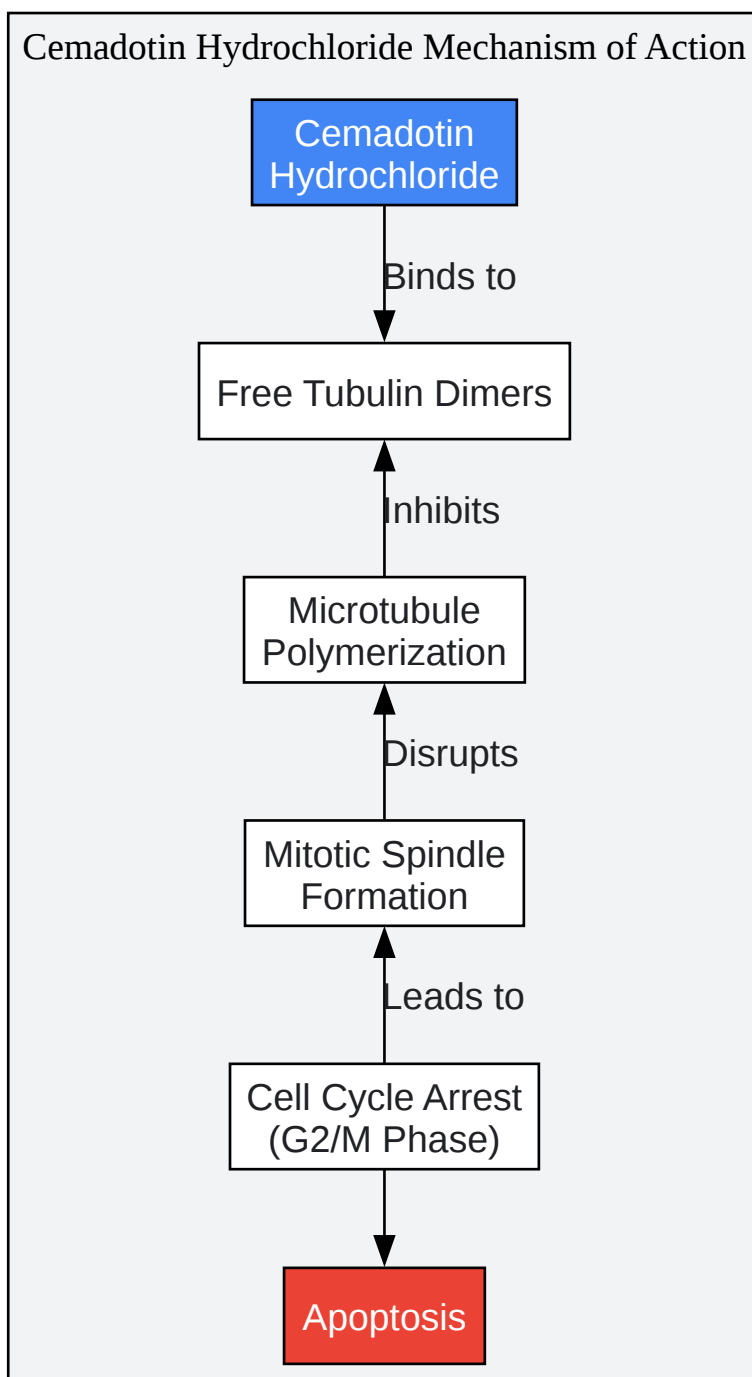 Cemadotin Hydrochloride Mechanism of Action
Cemadotin
Hydrochloride
Binds to
Free Tubulin Dimers
Inhibits
Microtubule
Polymerization
Disrupts
Mitotic Spindle
Formation
Leads to
Cell Cycle Arrest
(G2/M Phase)
Apoptosis